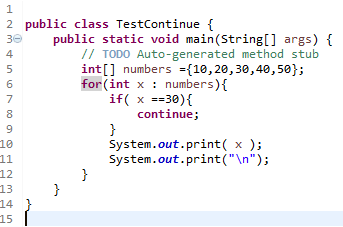 1
2 public class TestContinue {
3 public static void main(String[] args) {
4 // TODO Auto-generated method stub
5 int[] numbers ={10,20,30,40,50};
6 for(int x : numbers){
7 if( x ==30){
8 continue;
9 }
10 System.out.print( x );
11 System.out.print("\n");
12 }
13 }
14 }
15